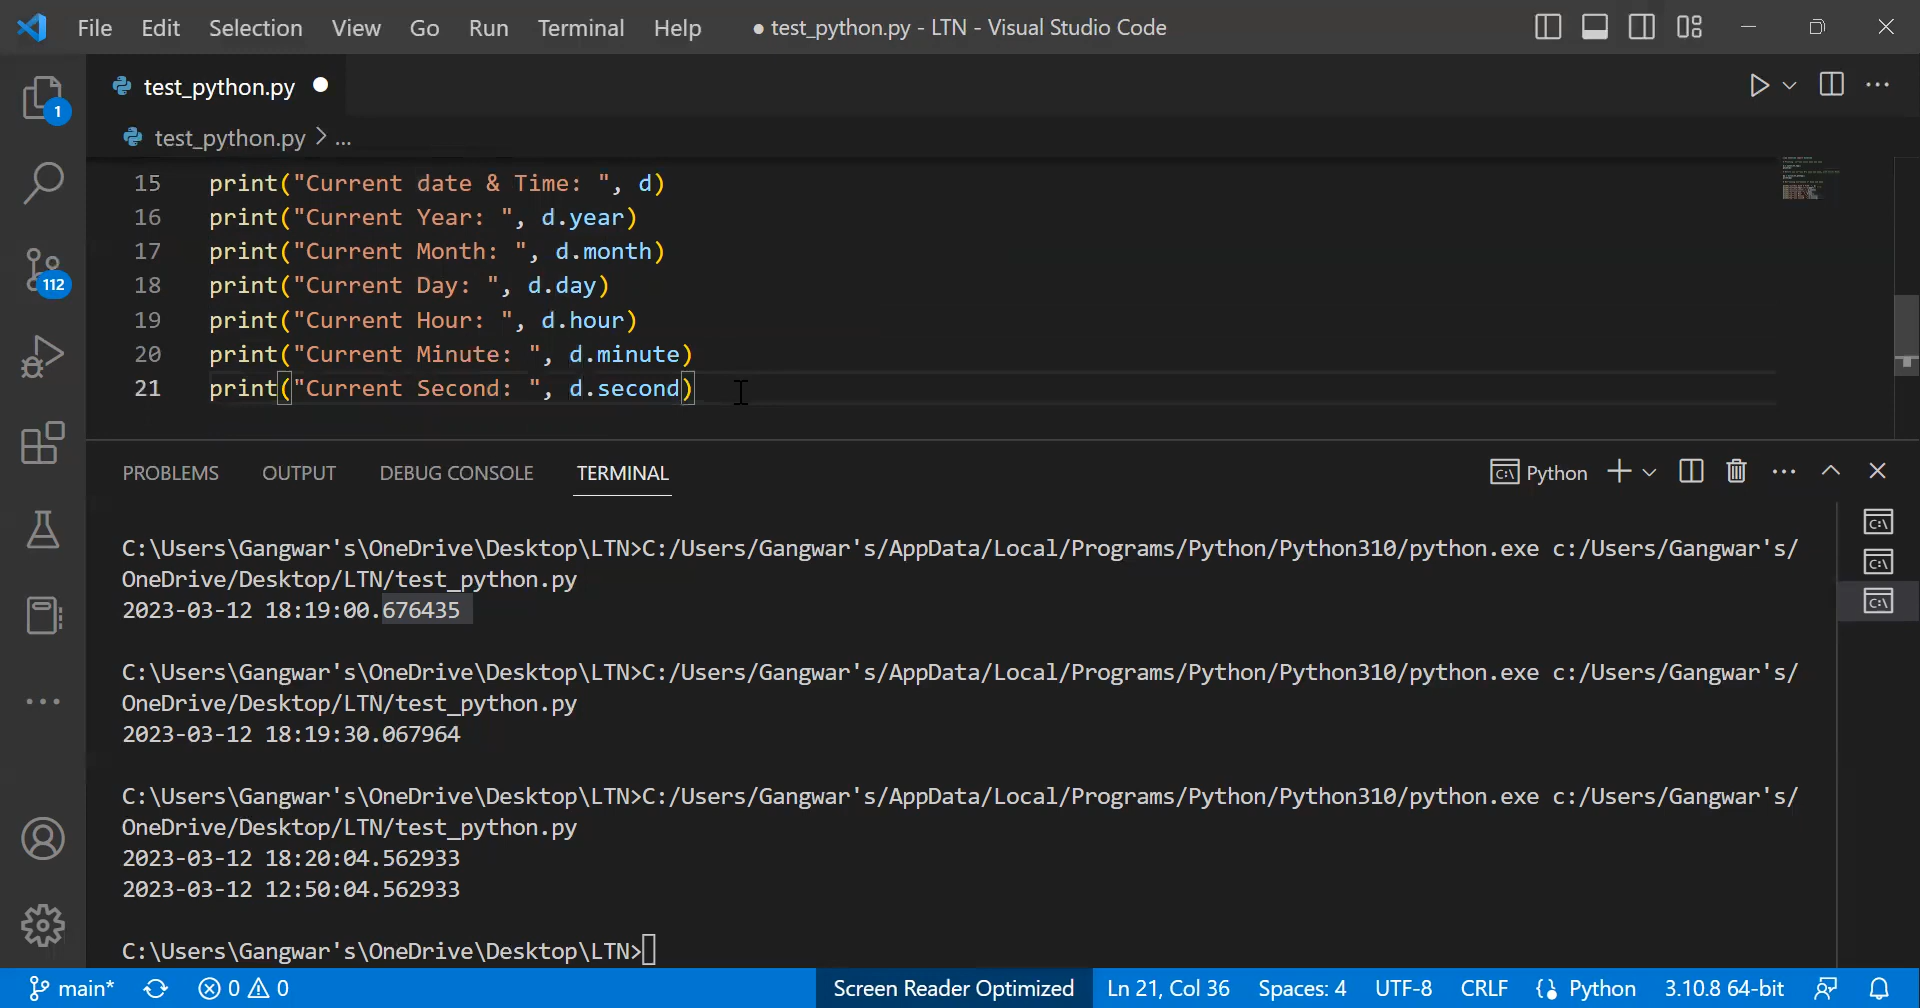 File Edit Selection View Go Run Terminal Help ● test_python.py - LTN - Visual Studio Code
test_python.py ●
test_python.py > ...
1
112
15 print("Current date & Time: ", d)
16 print("Current Year: ", d.year)
17 print("Current Month: ", d.month)
18 print("Current Day: ", d.day)
19 print("Current Hour: ", d.hour)
20 print("Current Minute: ", d.minute)
21 print("Current Second: ", d.second)
PROBLEMS OUTPUT DEBUG CONSOLE TERMINAL Python
C:\Users\Gangwar's\OneDrive\Desktop\LTN>C:/Users/Gangwar's/AppData/Local/Programs/Python/Python310/python.exe c:/Users/Gangwar's/
OneDrive/Desktop/LTN/test_python.py
2023-03-12 18:19:00.676435
C:\Users\Gangwar's\OneDrive\Desktop\LTN>C:/Users/Gangwar's/AppData/Local/Programs/Python/Python310/python.exe c:/Users/Gangwar's/
OneDrive/Desktop/LTN/test_python.py
2023-03-12 18:19:30.067964
C:\Users\Gangwar's\OneDrive\Desktop\LTN>C:/Users/Gangwar's/AppData/Local/Programs/Python/Python310/python.exe c:/Users/Gangwar's/
OneDrive/Desktop/LTN/test_python.py
2023-03-12 18:20:04.562933
2023-03-12 12:50:04.562933
C:\Users\Gangwar's\OneDrive\Desktop\LTN>
main* 0 0 Screen Reader Optimized Ln 21, Col 36 Spaces: 4 UTF-8 CRLF Python 3.10.8 64-bit